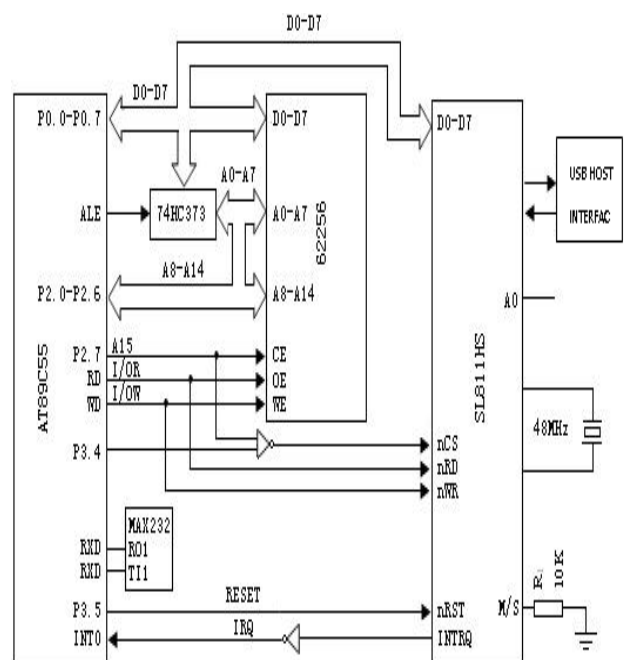 D0-D7
D0-D7
P0.0-P0.7
D0-D7
D0-D7
USB HOST
INTERFAC
A0-A7
ALE
74HC373
A0-A7
62256
A8-A14
P2.0-P2.6
A8-A14
A0
A15
P2.7
CE
I/OR
RD
OE
I/OW
WD
WE
AT89C55
SL811HS
48MHz
P3.4
nCS
nRD
nWR
MAX232
RXD
RO1
RXD
TI1
R1
10K
RESET
P3.5
nRST
M/S
IRQ
INT0
INTRQ